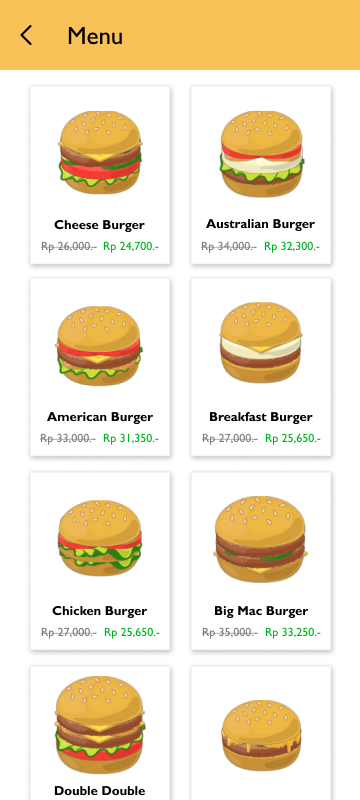 Menu
Cheese Burger
Rp 26,000.- Rp 24,700.-
Australian Burger
Rp 34,000.- Rp 32,300.-
American Burger
Rp 33,000.- Rp 31,350.-
Breakfast Burger
Rp 27,000.- Rp 25,650.-
Chicken Burger
Rp 27,000.- Rp 25,650.-
Big Mac Burger
Rp 35,000.- Rp 33,250.-
Double Double